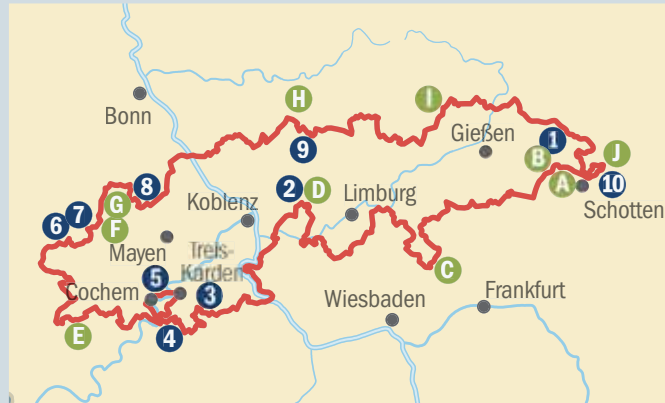 H
I
Bonn
Gießen
1
J
9
B
8
2
D
A
10
G
Koblenz
Limburg
Schotten
7
6
F
Mayen
Treis-
Karden
C
5
Cochem
3
Wiesbaden
Frankfurt
E
4